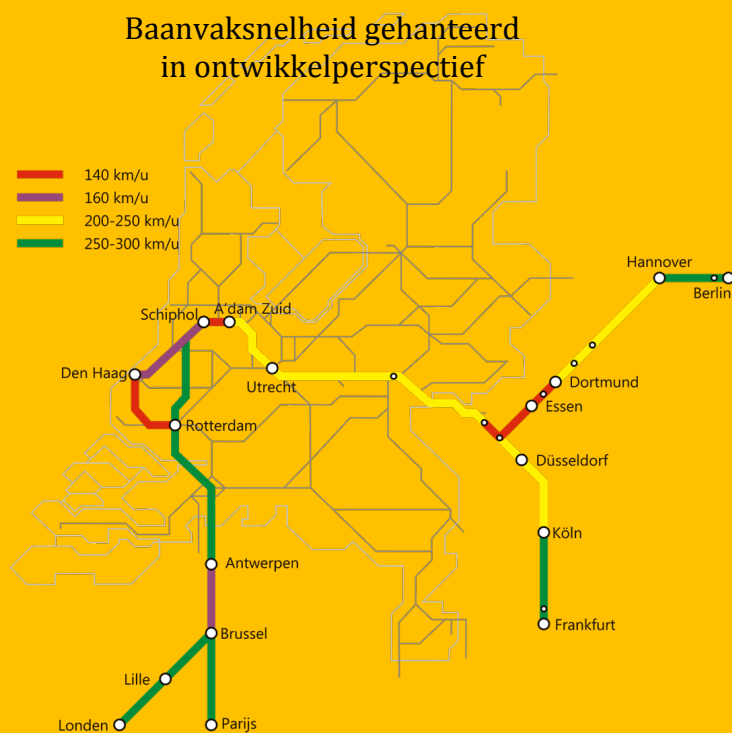 Baanvaksnelheid gehanteerd
in ontwikkelperspectief
140 km/u
160 km/u
200-250 km/u
250-300 km/u
Hannover
Berlin
A'dam Zuid
Schiphol
Den Haag
Utrecht
Dortmund
Essen
Rotterdam
Düsseldorf
Köln
Antwerpen
Frankfurt
Brussel
Lille
Londen
Parijs